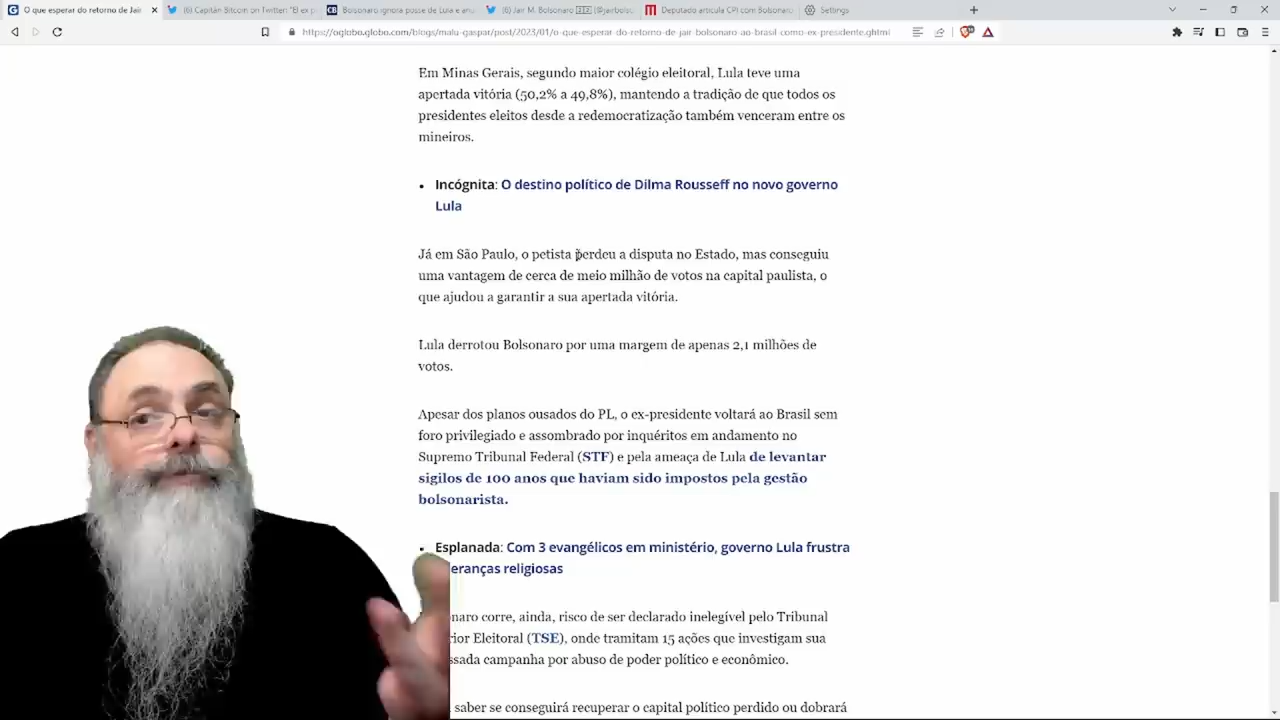 O que esperar do retorno de Jair
(6) Capitán Bitcoin on Twitter: "El ex p
Bolsonaro ignora posse de Lula e anu
(6) Jair M. Bolsonaro (@jairbolso
Deputado articula CPI com Bolsonaro
Settings
https://oglobo.globo.com/blogs/malu-gaspar/post/2023/01/o-que-esperar-do-retorno-de-jair-bolsonaro-ao-brasil-como-ex-presidente.ghtml
Em Minas Gerais, segundo maior colégio eleitoral, Lula teve uma
apertada vitória (50,2% a 49,8%), mantendo a tradição de que todos os
presidentes eleitos desde a redemocratização também venceram entre os
mineiros.
• Incógnita: O destino político de Dilma Rousseff no novo governo
Lula
Já em São Paulo, o petista perdeu a disputa no Estado, mas conseguiu
uma vantagem de cerca de meio milhão de votos na capital paulista, o
que ajudou a garantir a sua apertada vitória.
Lula derrotou Bolsonaro por uma margem de apenas 2,1 milhões de
votos.
Apesar dos planos ousados do PL, o ex-presidente voltará ao Brasil sem
foro privilegiado e assombrado por inquéritos em andamento no
Supremo Tribunal Federal (STF) e pela ameaça de Lula de levantar
sigilos de 100 anos que haviam sido impostos pela gestão
bolsonarista.
• Esplanada: Com 3 evangélicos em ministério, governo Lula frustra
eranças religiosas
onaro corre, ainda, risco de ser declarado inelegível pelo Tribunal
rior Eleitoral (TSE), onde tramitam 15 ações que investigam sua
ssada campanha por abuso de poder político e econômico.
saber se conseguirá recuperar o capital político perdido ou dobrará